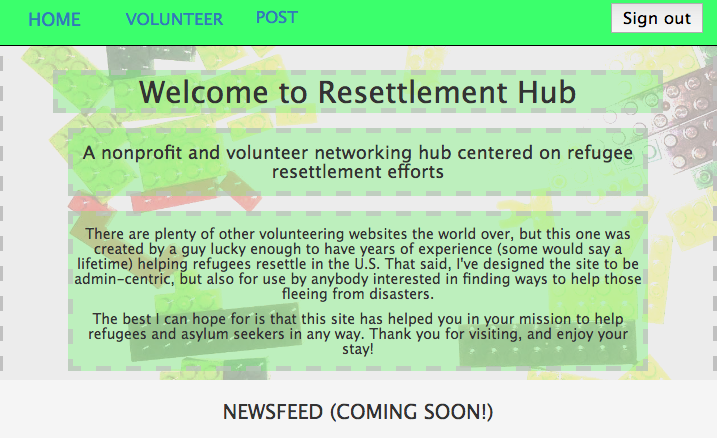 HOME VOLUNTEER POST Sign out
Welcome to Resettlement Hub
A nonprofit and volunteer networking hub centered on refugee
resettlement efforts
There are plenty of other volunteering websites the world over, but this one was
created by a guy lucky enough to have years of experience (some would say a
lifetime) helping refugees resettle in the U.S. That said, I've designed the site to be
admin-centric, but also for use by anybody interested in finding ways to help those
fleeing from disasters.
The best I can hope for is that this site has helped you in your mission to help
refugees and asylum seekers in any way. Thank you for visiting, and enjoy your
stay!
NEWSFEED (COMING SOON!)